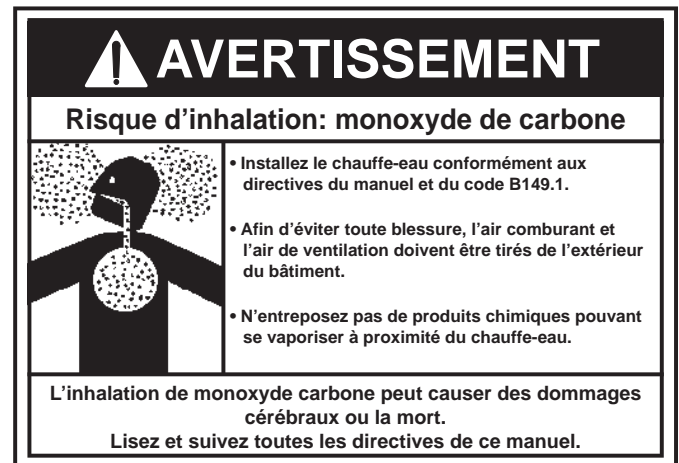 AVERTISSEMENT
Risque d’inhalation: monoxyde de carbone
• Installez le chauffe-eau conformément aux
directives du manuel et du code B149.1.
• Afin d’éviter toute blessure, l’air comburant et
l’air de ventilation doivent être tirés de l’extérieur
du bâtiment.
• N’entreposez pas de produits chimiques pouvant
se vaporiser à proximité du chauffe-eau.
L’inhalation de monoxyde carbone peut causer des dommages
cérébraux ou la mort.
Lisez et suivez toutes les directives de ce manuel.